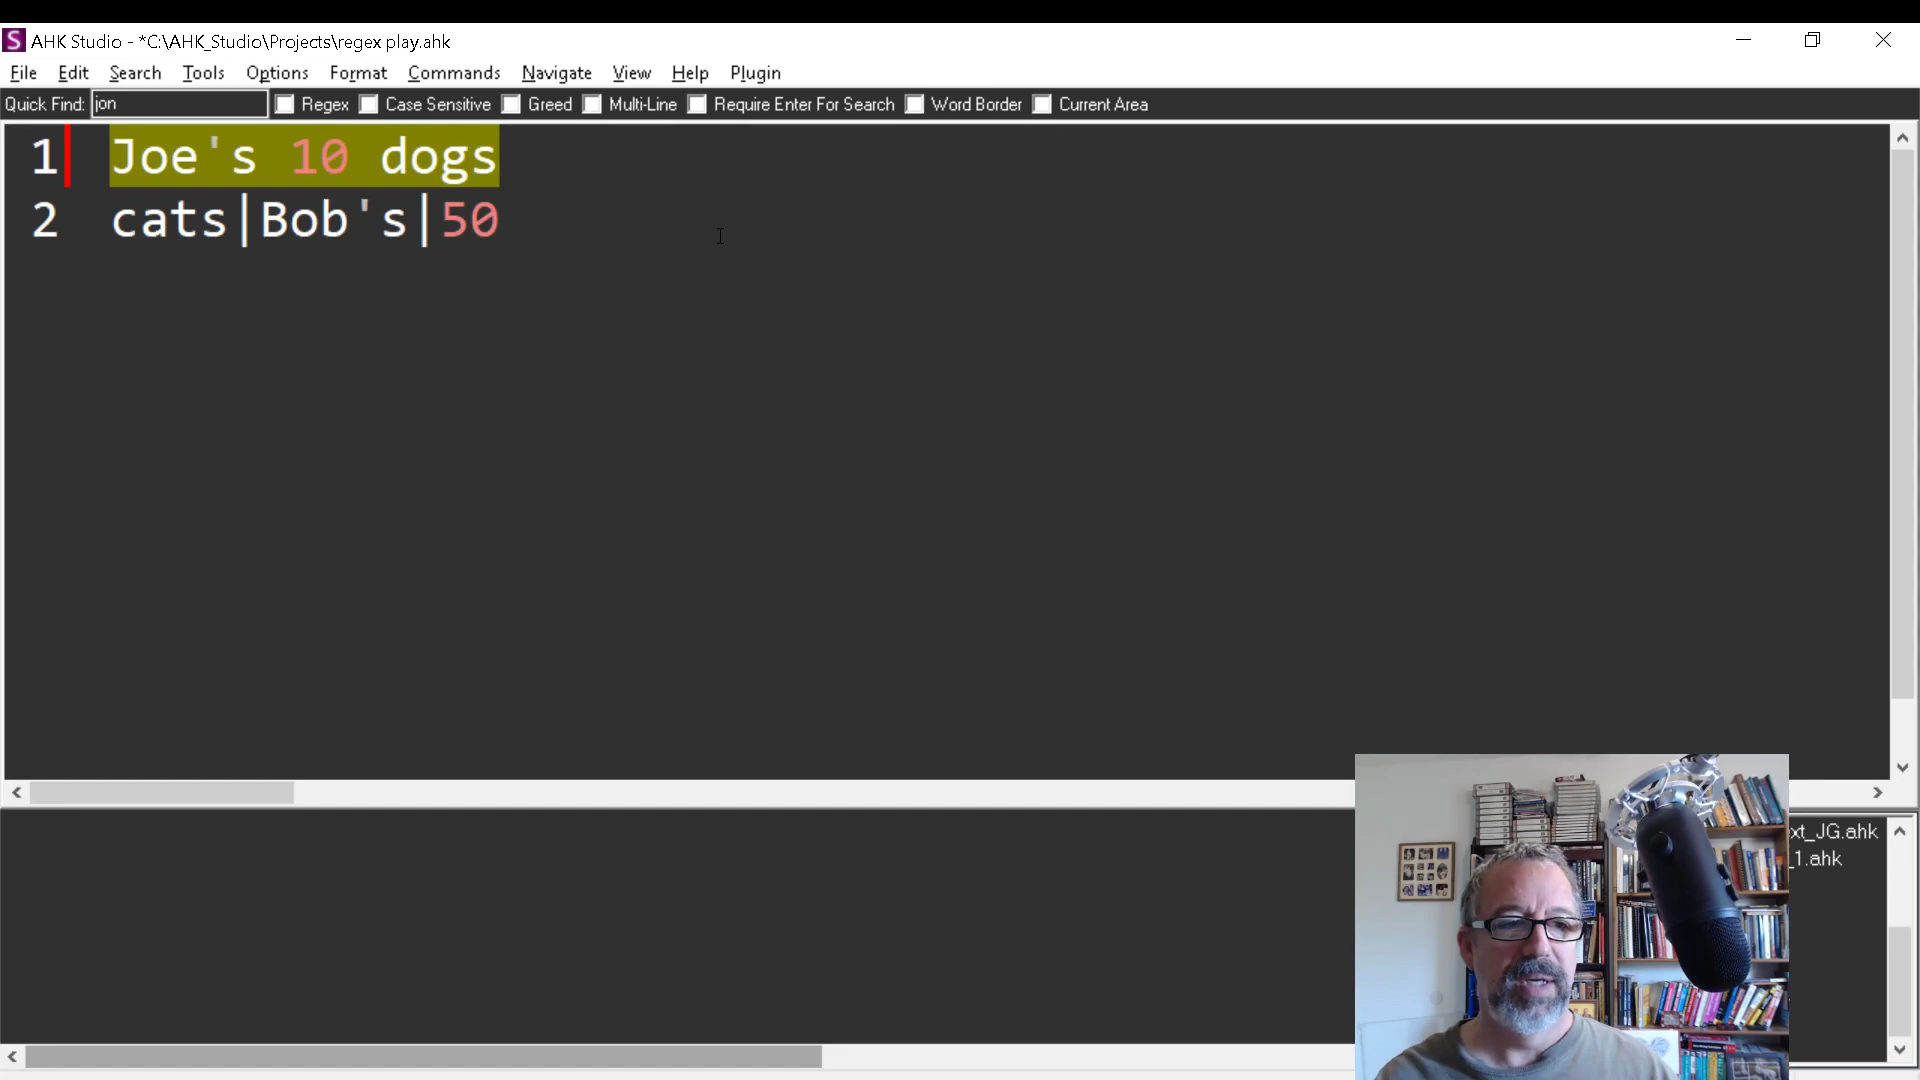 AHK Studio - *C:\AHK_Studio\Projects\regex play.ahk
File Edit Search Tools Options Format Commands Navigate View Help Plugin
Quick Find: jon Regex Case Sensitive Greed Multi-Line Require Enter For Search Word Border Current Area
1 Joe's 10 dogs
2 cats|Bob's|50
xt_JG.ahk
_1.ahk